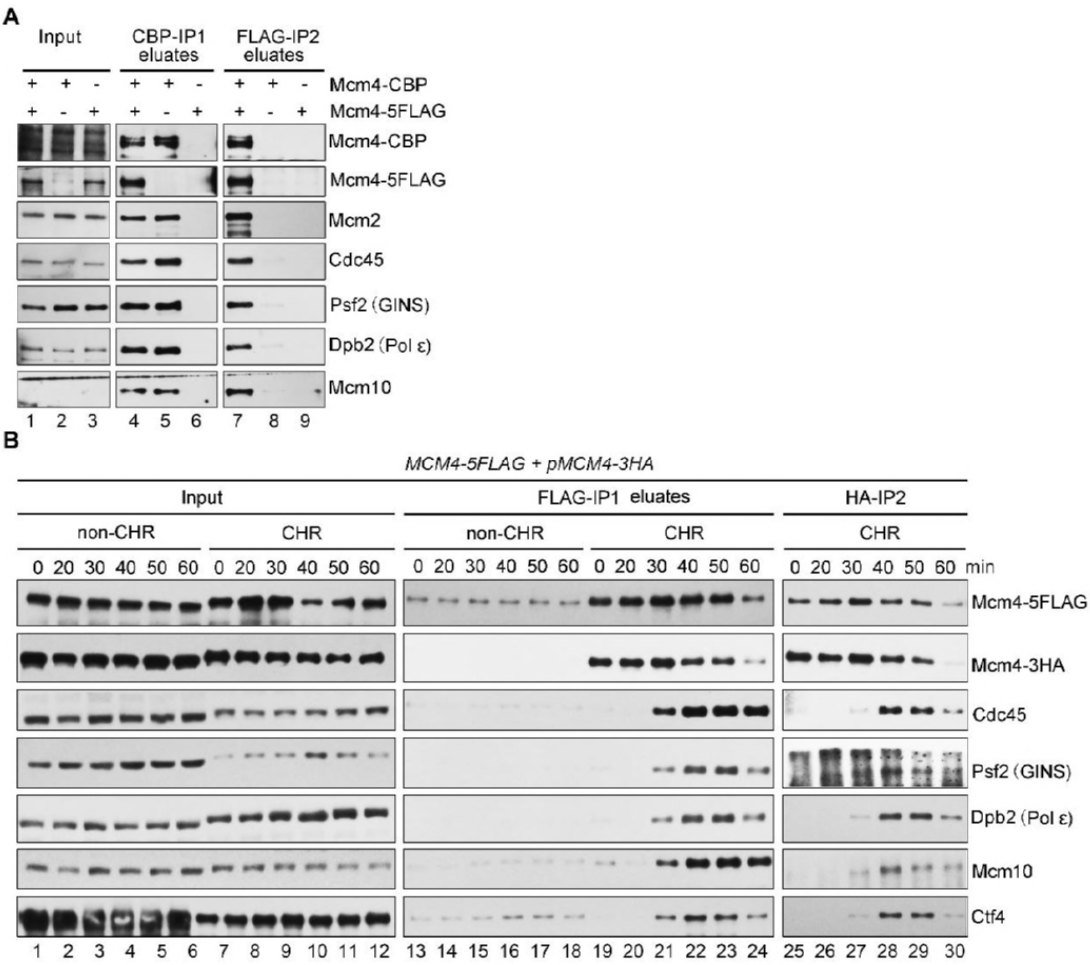 A
Input CBP-IP1 eluates FLAG-IP2 eluates
+ + - + + - + + - Mcm4-CBP
+ - + + - + + - + Mcm4-5FLAG
Mcm4-CBP
Mcm4-5FLAG
Mcm2
Cdc45
Psf2 (GINS)
Dpb2 (Pol ε)
Mcm10
1 2 3 4 5 6 7 8 9
B
MCM4-5FLAG + pMCM4-3HA
Input FLAG-IP1 eluates HA-IP2
non-CHR CHR non-CHR CHR CHR
0 20 30 40 50 60 0 20 30 40 50 60 0 20 30 40 50 60 0 20 30 40 50 60 0 20 30 40 50 60 min
Mcm4-5FLAG
Mcm4-3HA
Cdc45
Psf2 (GINS)
Dpb2 (Pol ε)
Mcm10
Ctf4
1 2 3 4 5 6 7 8 9 10 11 12 13 14 15 16 17 18 19 20 21 22 23 24 25 26 27 28 29 30